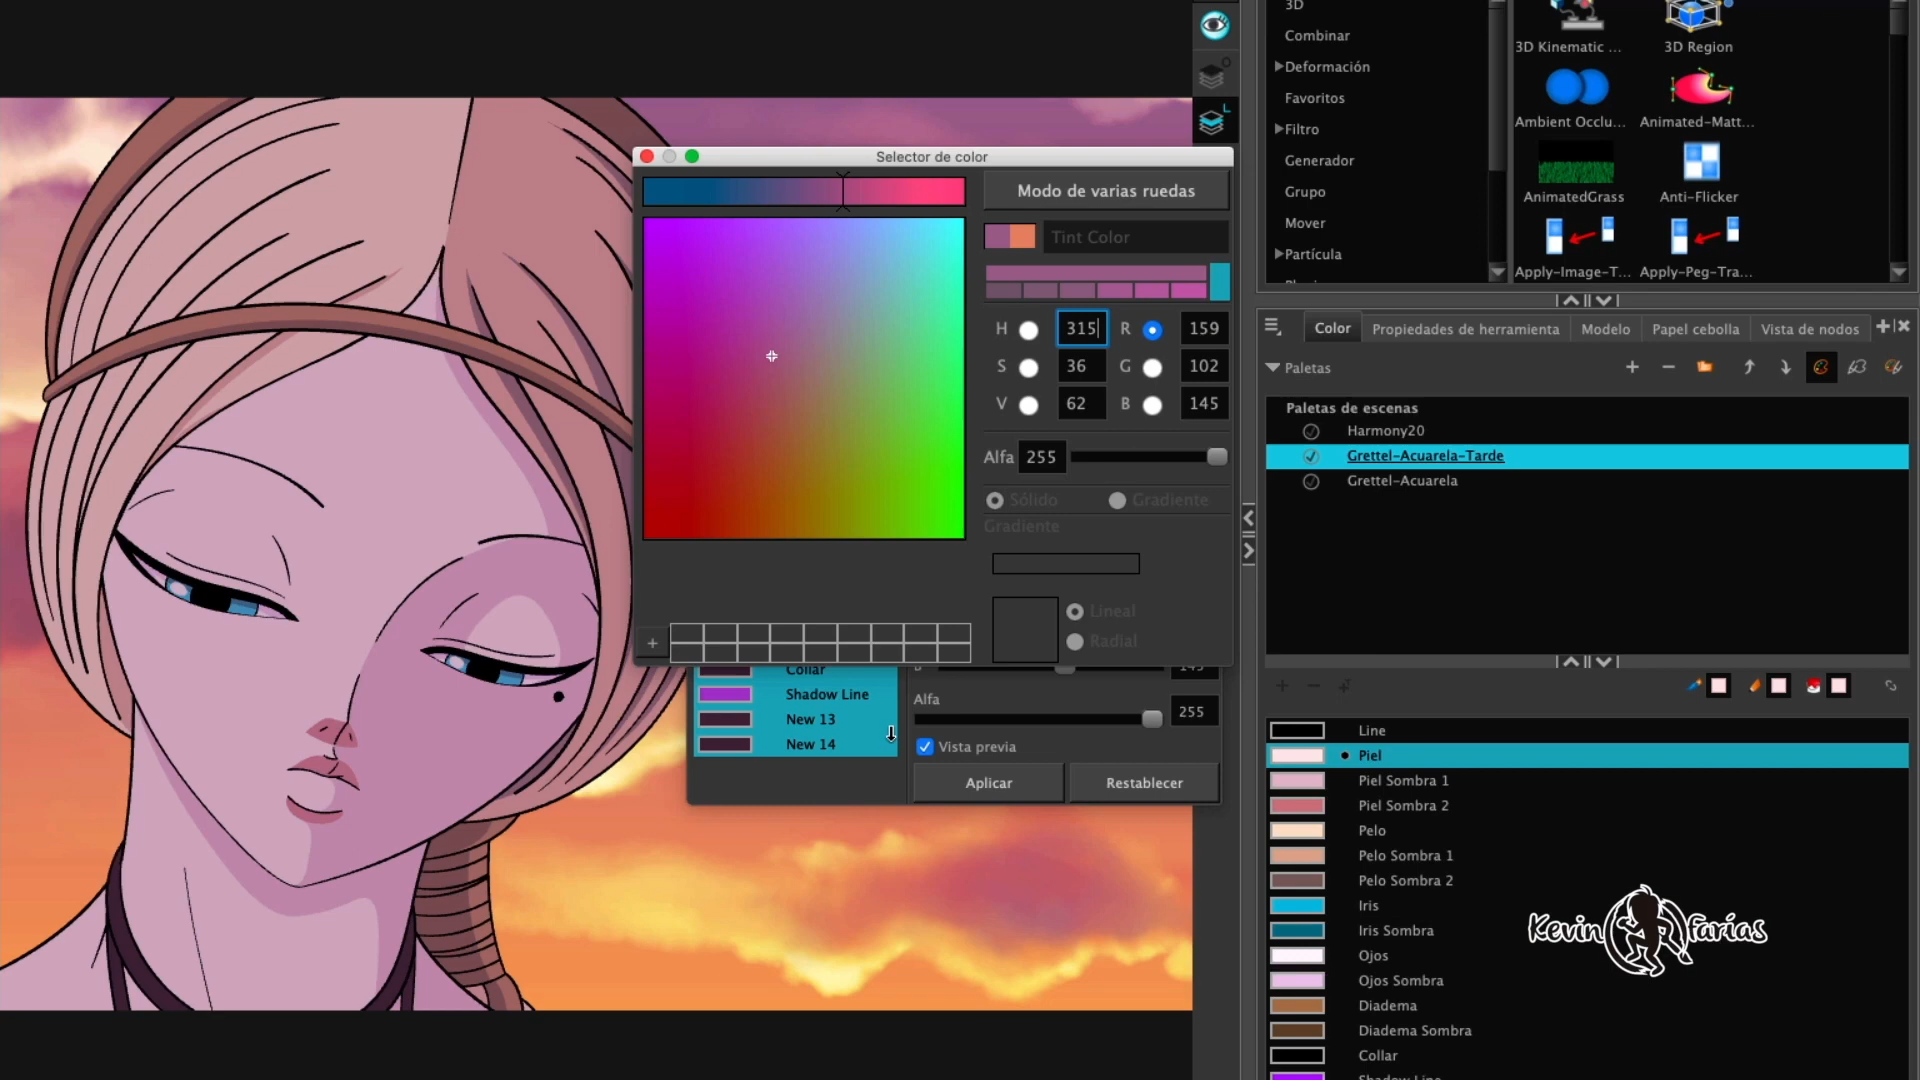 3D
Combinar
Deformación
Favoritos
Filtro
Generador
Grupo
Mover
Partícula
3D Kinematic ...
3D Region
Ambient Occlu...
Animated-Matt...
AnimatedGrass
Anti-Flicker
Apply-Image-T...
Apply-Peg-Tra...
Selector de color
Modo de varias ruedas
Tint Color
H 315 R 159
S 36 G 102
V 62 B 145
Alfa 255
Sólido Gradiente
Gradiente
Lineal
Radial
+
Collar
Shadow Line
New 13
New 14
Alfa
255
Vista previa
Aplicar
Restablecer
Color Propiedades de herramienta Modelo Papel cebolla Vista de nodos
Paletas
Paletas de escenas
Harmony20
Grettel-Acuarela-Tarde
Grettel-Acuarela
Line
Piel
Piel Sombra 1
Piel Sombra 2
Pelo
Pelo Sombra 1
Pelo Sombra 2
Iris
Iris Sombra
Ojos
Ojos Sombra
Diadema
Diadema Sombra
Collar
Shadow Line
Kevin Farías